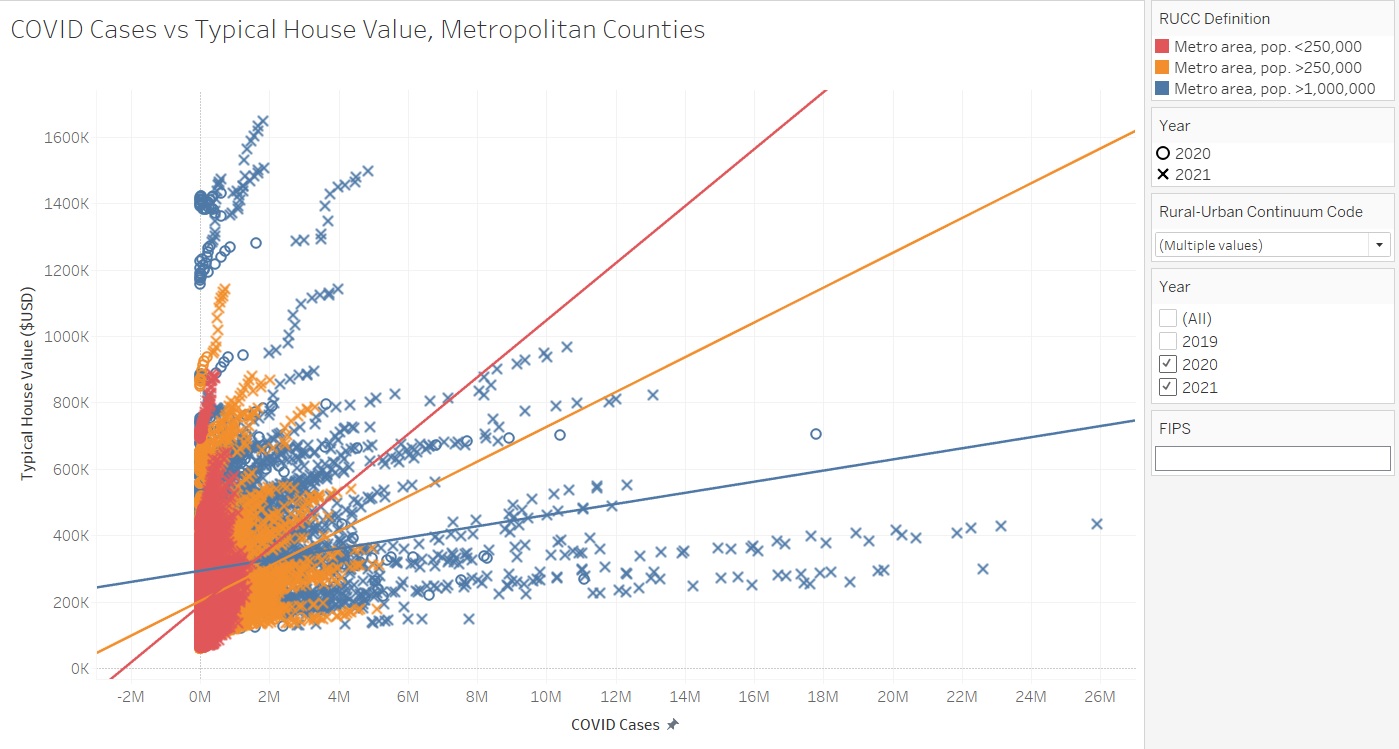 COVID Cases vs Typical House Value, Metropolitan Counties
Typical House Value ($USD)
1600K
1400K
1200K
1000K
800K
600K
400K
200K
0K
-2M 0M 2M 4M 6M 8M 10M 12M 14M 16M 18M 20M 22M 24M 26M
COVID Cases
RUCC Definition
Metro area, pop. <250,000
Metro area, pop. >250,000
Metro area, pop. >1,000,000
Year
2020
2021
Rural-Urban Continuum Code
(Multiple values)
Year
(All)
2019
2020
2021
FIPS